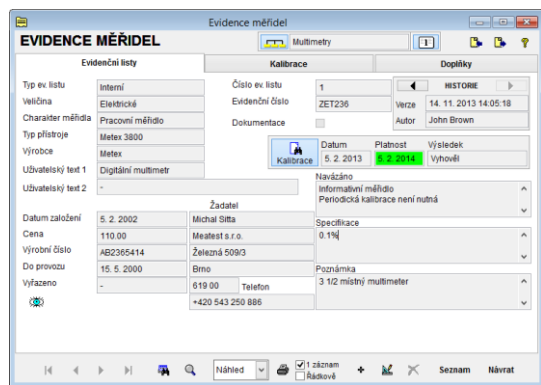 Evidence měřidel
EVIDENCE MĚŘIDEL
Multimetry
Evidenční listy
Kalibrace
Doplňky
Typ ev. listu
Interní
Číslo ev. listu
1
HISTORIE
Veličina
Elektrické
Evidenční číslo
ZET236
Verze
14. 11. 2013 14:05:18
Charakter měřidla
Pracovní měřidlo
Dokumentace
Autor
John Brown
Typ přístroje
Metex 3800
Výrobce
Metex
Kalibrace
Datum
Platnost
Výsledek
5. 2. 2013
5. 2. 2014
Vyhověl
Uživatelský text 1
Digitální multimetr
Uživatelský text 2
-
Navázáno
Informativní měřidlo
Periodická kalibrace není nutná
Žadatel
Datum založení
5. 2. 2002
Michal Sitta
Specifikace
0.1%
Cena
110.00
Meatest s.r.o.
Výrobní číslo
AB2365414
Železná 509/3
Do provozu
15. 5. 2000
Brno
Poznámka
3 1/2 místný multimeter
Vyřazeno
-
619 00
Telefon
+420 543 250 886
Náhled
1 záznam
Řádkově
Seznam
Návrat